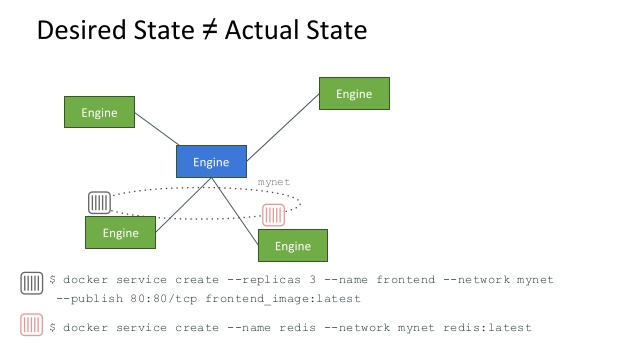 Desired State ≠ Actual State
Engine
Engine
Engine
mynet
Engine
Engine
$ docker service create --replicas 3 --name frontend --network mynet
--publish 80:80/tcp frontend_image:latest
$ docker service create --name redis --network mynet redis:latest